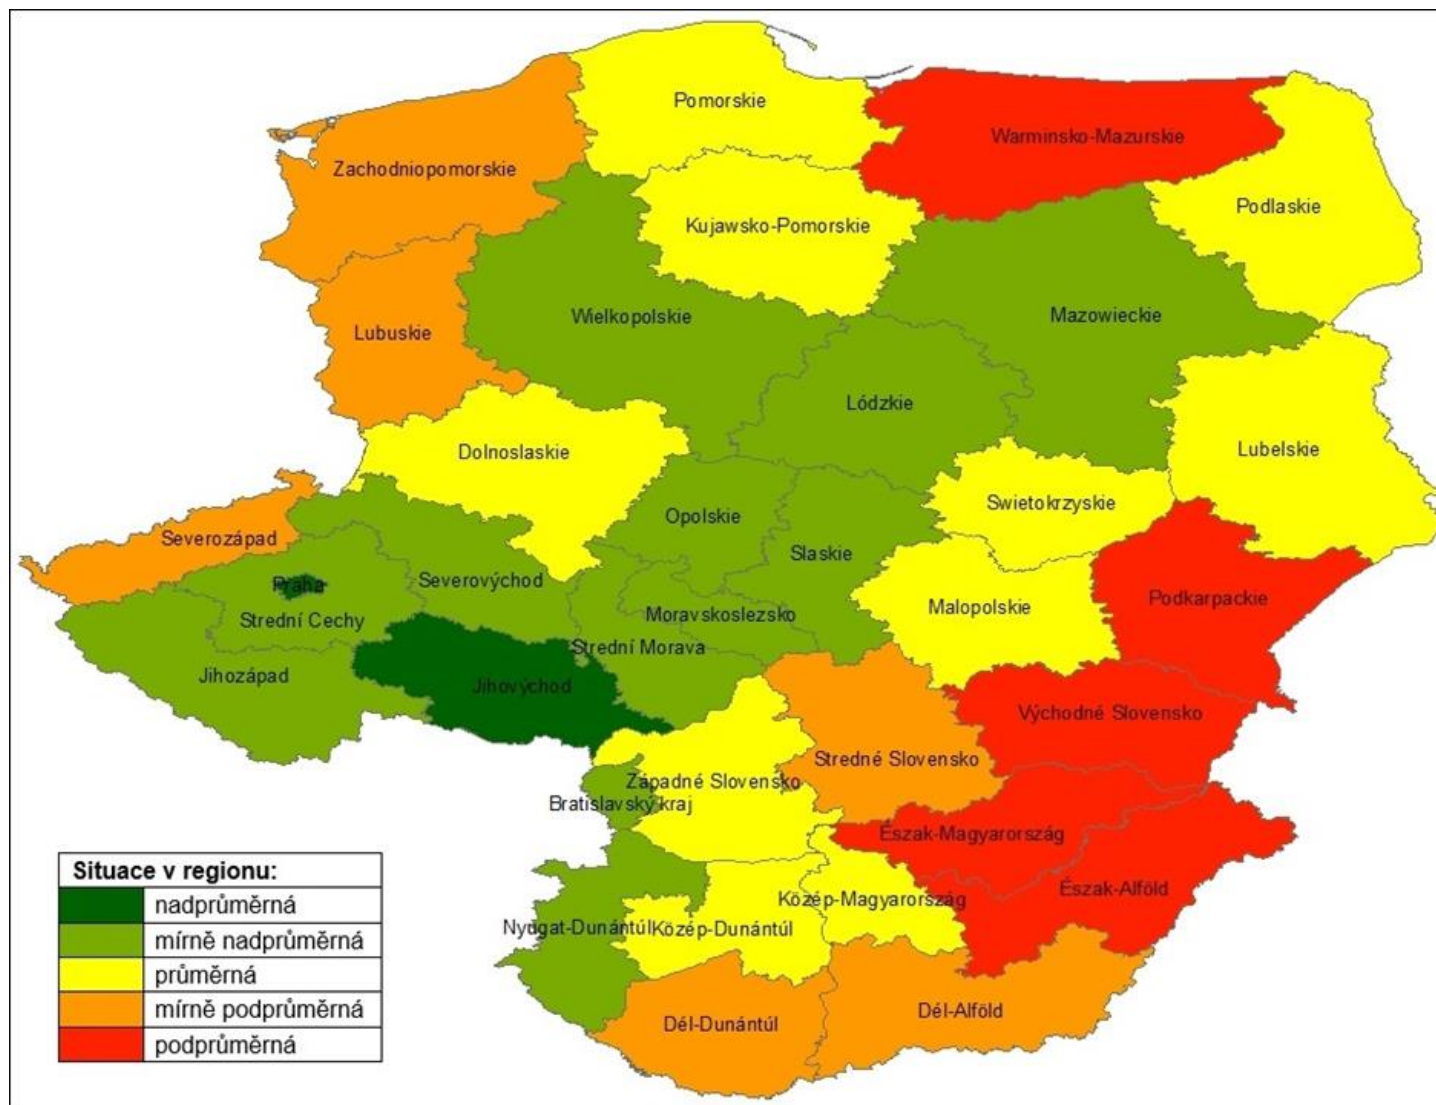 Pomorskie
Warminsko-Mazurskie
Zachodniopomorskie
Podlaskie
Kujawsko-Pomorskie
Wielkopolskie
Mazowieckie
Lubuskie
Lódzkie
Dolnoslaskie
Lubelskie
Swietokrzyskie
Opolskie
Severozápad
Slaskie
Praha
Severovýchod
Podkarpackie
Malopolskie
Moravskoslezsko
Strední Cechy
Strední Morava
Jihozápad
Jihovýchod
Východné Slovensko
Stredné Slovensko
Západné Slovensko
Bratislavský kraj
Észak-Magyarország
Észak-Alföld
Közép-Magyarország
Nyugat-Dunántúl
Közép-Dunántúl
Dél-Alföld
Dél-Dunántúl
Situace v regionu:
nadprůměrná
mírně nadprůměrná
průměrná
mírně podprůměrná
podprůměrná